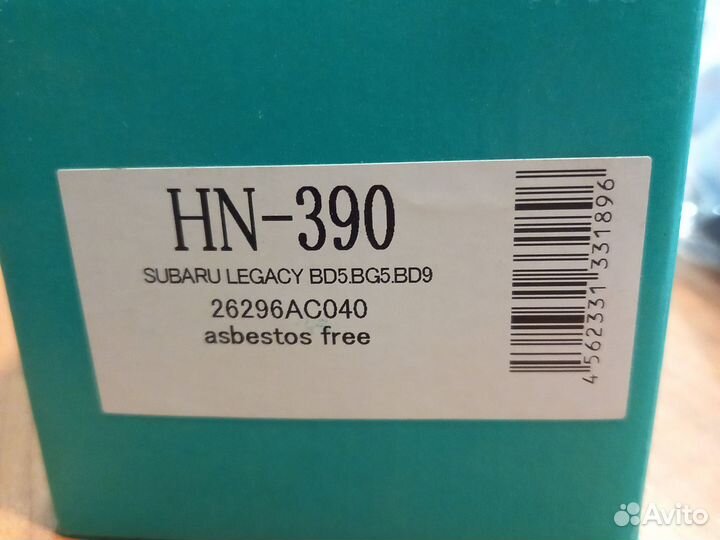 HN-390
SUBARU LEGACY BD5.BG5.BD9
26296AC040
asbestos free
4 562331 331896
Avito